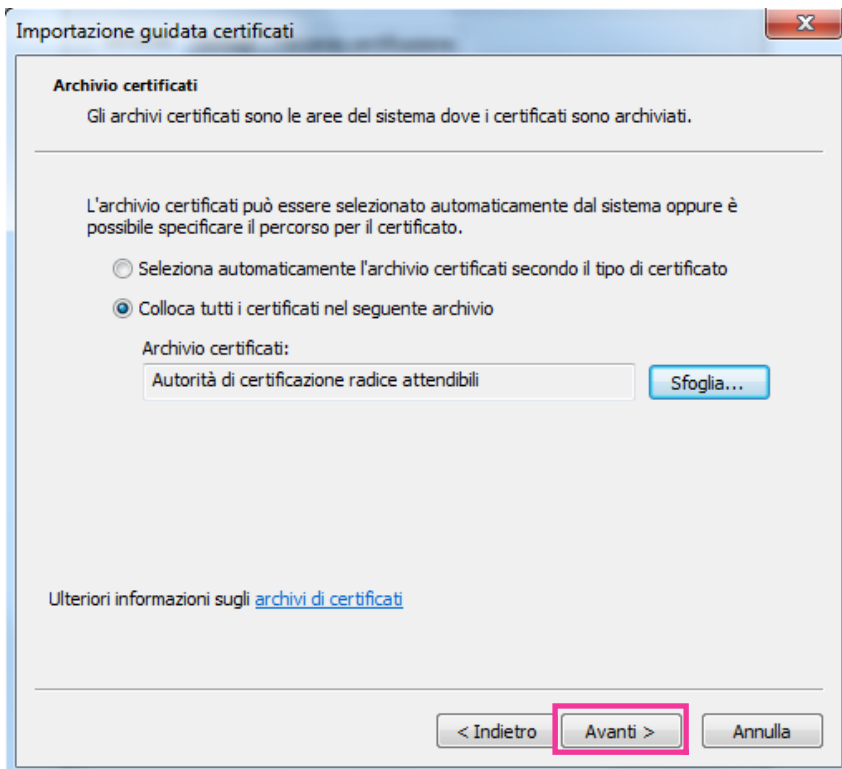 Importazione guidata certificati
Archivio certificati
Gli archivi certificati sono le aree del sistema dove i certificati sono archiviati.
L'archivio certificati può essere selezionato automaticamente dal sistema oppure è
possibile specificare il percorso per il certificato.
Seleziona automaticamente l'archivio certificati secondo il tipo di certificato
Colloca tutti i certificati nel seguente archivio
Archivio certificati:
Autorità di certificazione radice attendibili
Sfoglia...
Ulteriori informazioni sugli archivi di certificati
< Indietro
Avanti >
Annulla